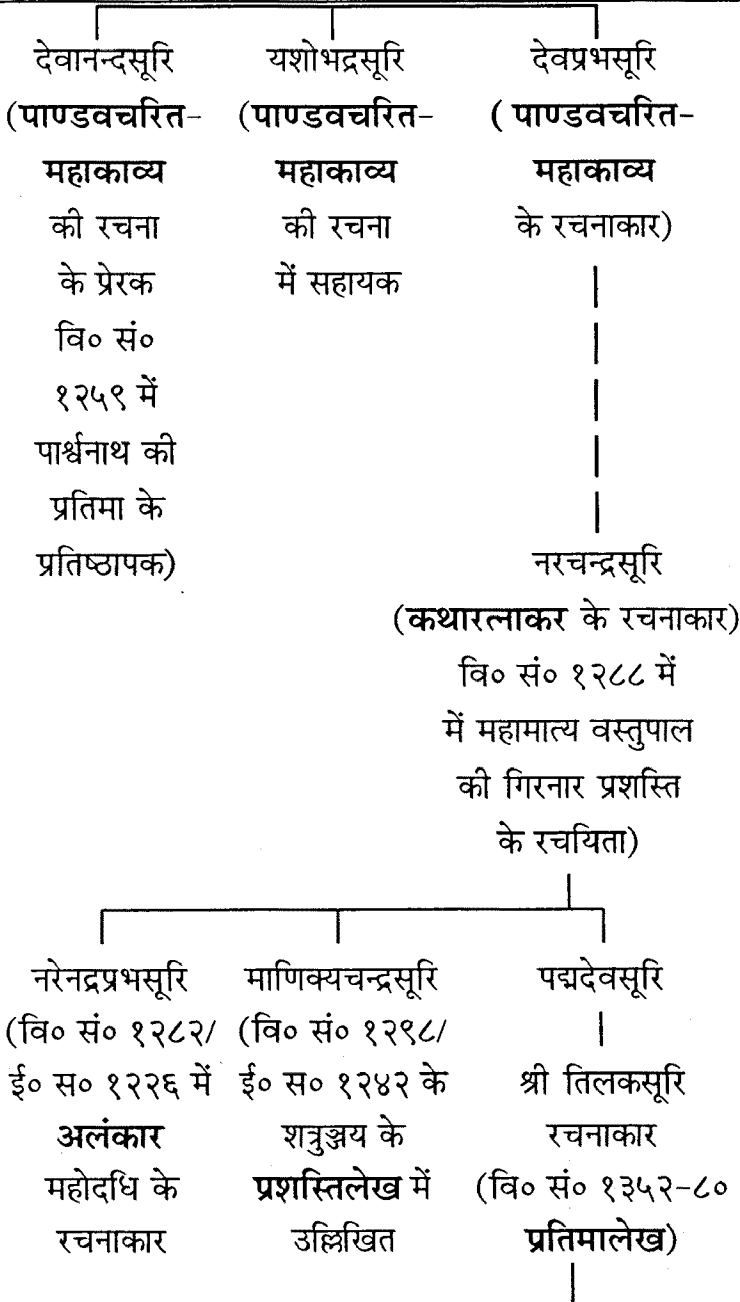 देवानन्दसूरि
(पाण्डवचरित-
महाकाव्य
की रचना
के प्रेरक
वि० सं०
१२५९ में
पार्श्वनाथ की
प्रतिमा के
प्रतिष्ठापक)
यशोभद्रसूरि
(पाण्डवचरित-
महाकाव्य
की रचना
में सहायक
देवप्रभसूरि
( पाण्डवचरित-
महाकाव्य
के रचनाकार)
नरचन्द्रसूरि
(कथारत्नाकर के रचनाकार)
वि० सं० १२८८ में
में महामात्य वस्तुपाल
की गिरनार प्रशस्ति
के रचयिता)
नरेनद्रप्रभसूरि
(वि० सं० १२८२/
ई० स० १२२६ में
अलंकार
महोदधि के
रचनाकार
माणिक्यचन्द्रसूरि
(वि० सं० १२९८/
ई० स० १२४२ के
शत्रुञ्जय के
प्रशस्तिलेख में
उल्लिखित
पद्मदेवसूरि
श्री तिलकसूरि
रचनाकार
(वि० सं० १३५२-८०
प्रतिमालेख)